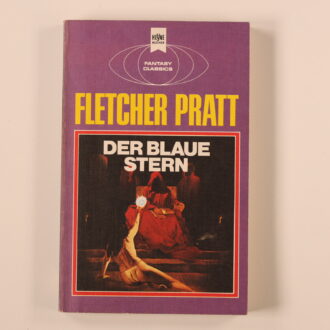 HEYNE
BÜCHER
FANTASY
CLASSICS
FLETCHER PRATT
DER BLAUE
STERN